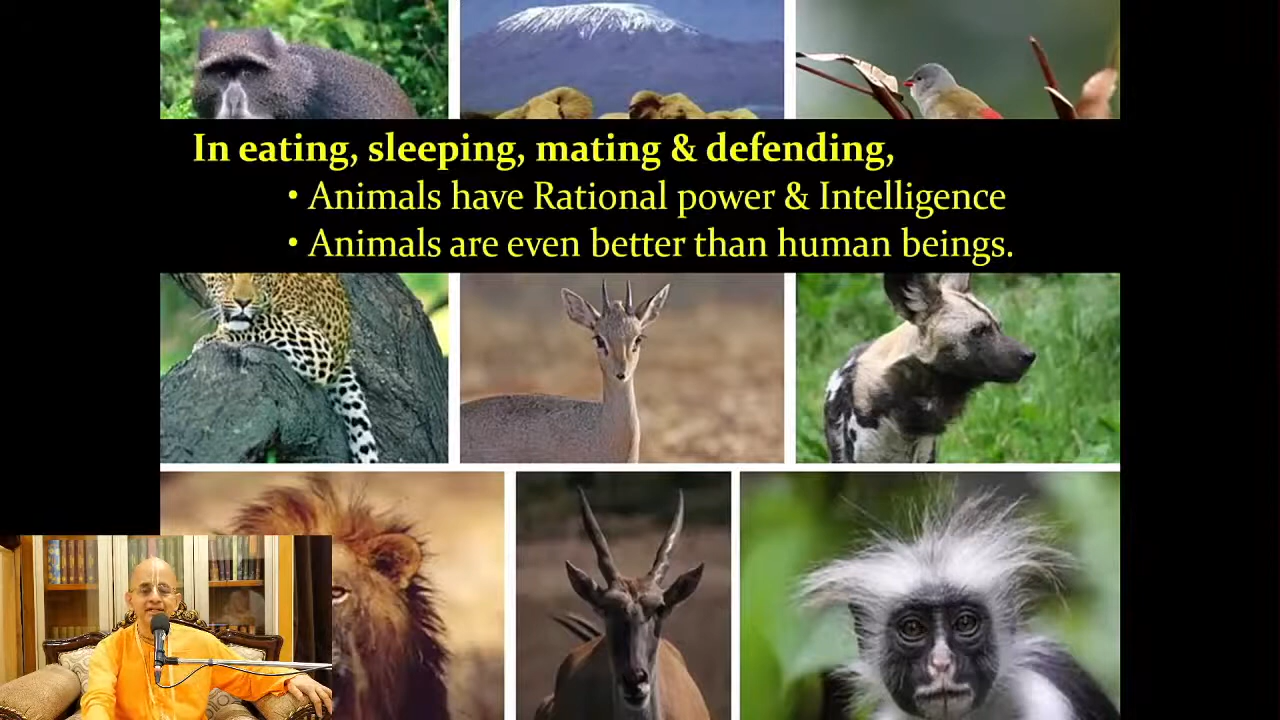 In eating, sleeping, mating & defending,
• Animals have Rational power & Intelligence
• Animals are even better than human beings.